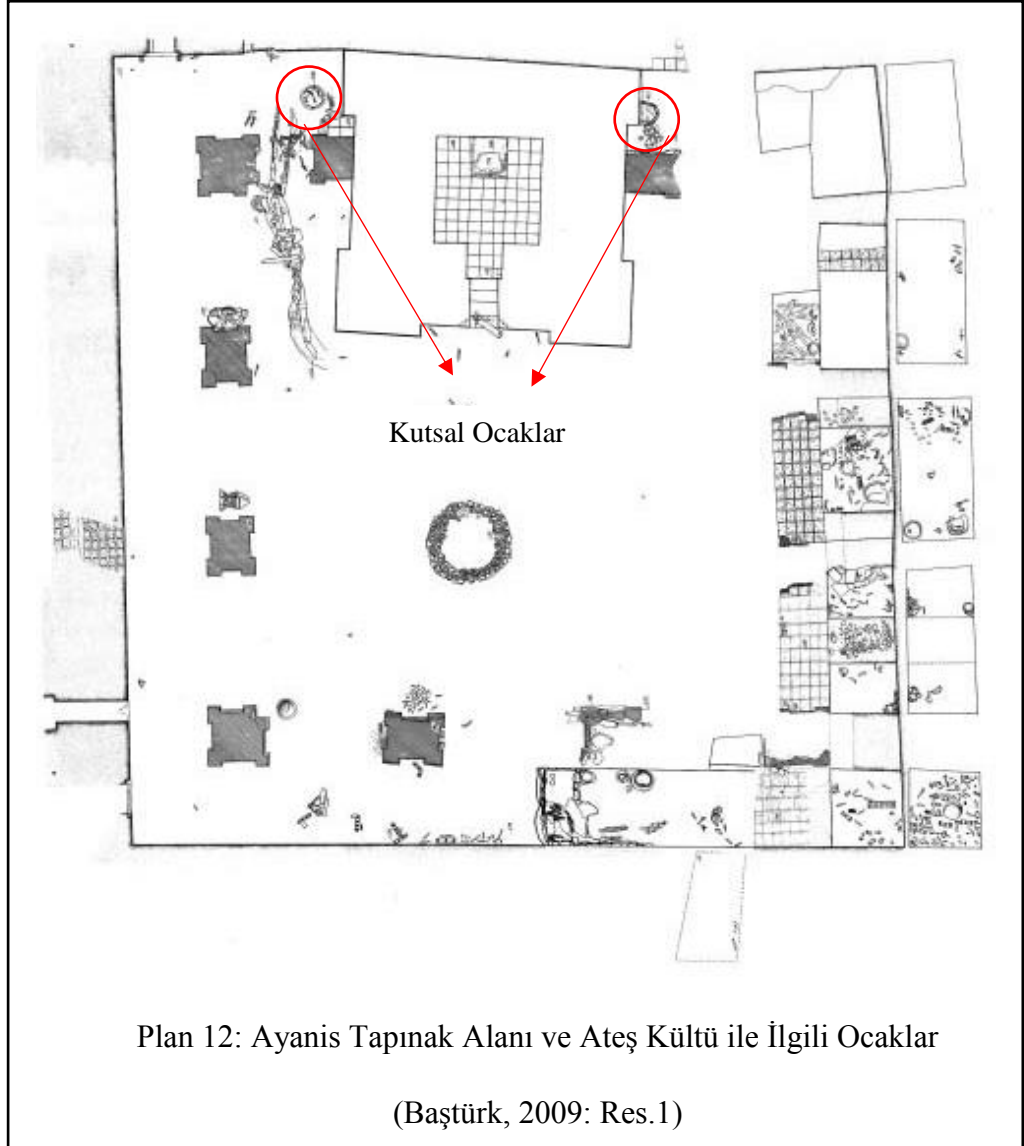 Kutsal Ocaklar
Plan 12: Ayanis Tapınak Alanı ve Ateş Kültü ile İlgili Ocaklar
(Baştürk, 2009: Res.1)